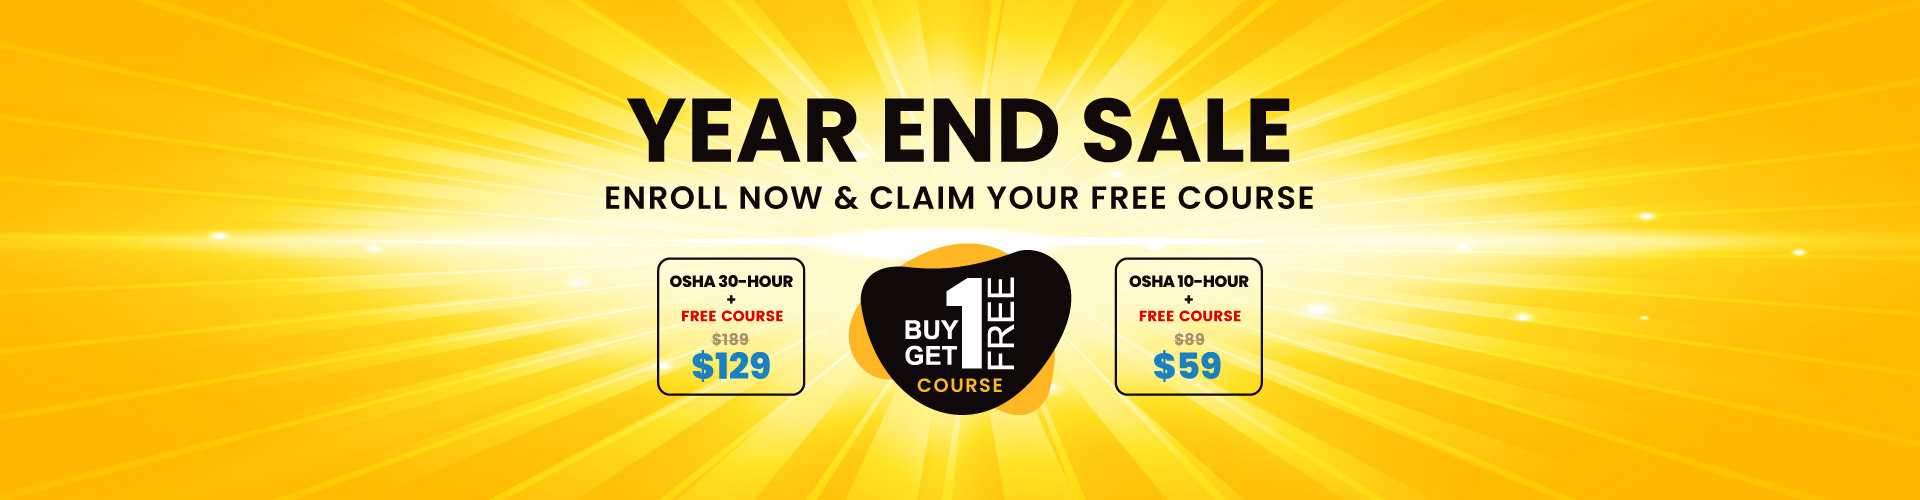 YEAR END SALE
ENROLL NOW & CLAIM YOUR FREE COURSE
OSHA 30-HOUR
+
FREE COURSE
$189
$129
BUY 1 FREE
GET
COURSE
OSHA 10-HOUR
+
FREE COURSE
$89
$59